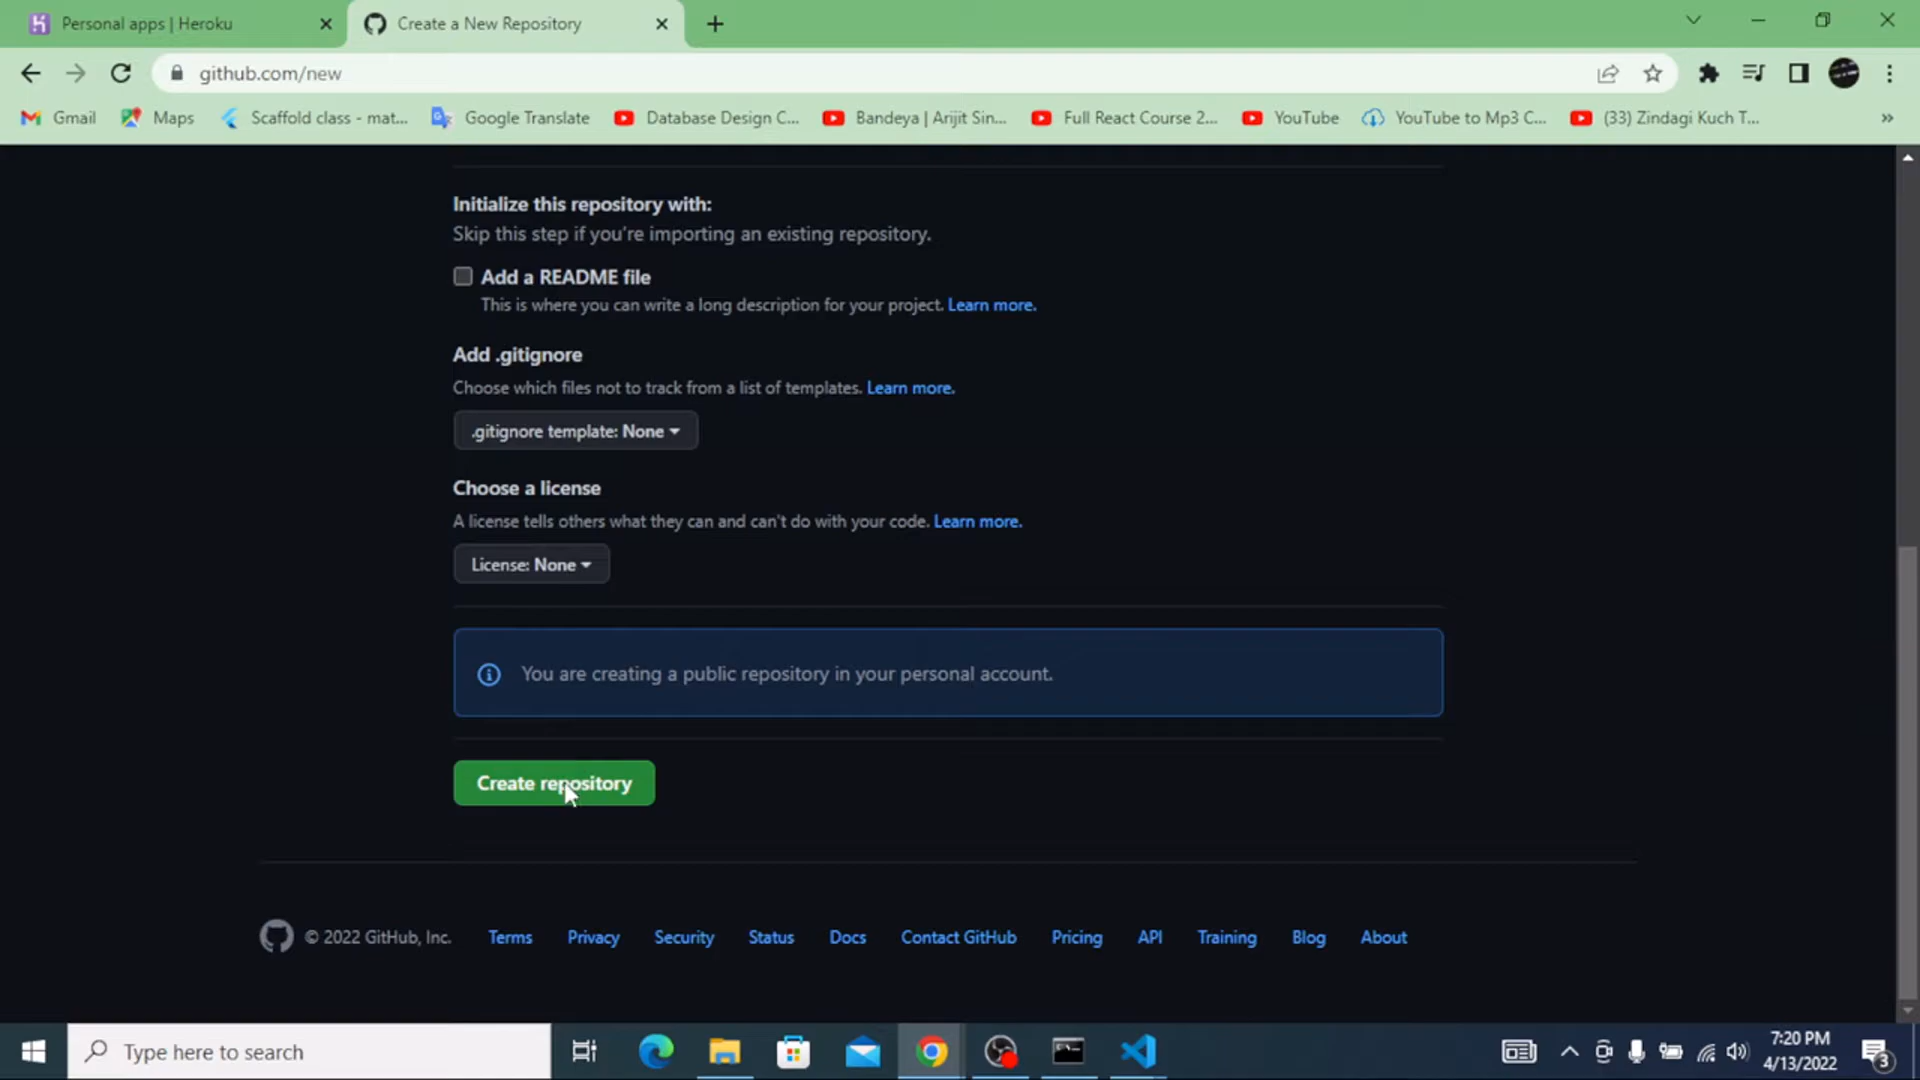 Personal apps | Heroku
Create a New Repository
github.com/new
Gmail
Maps
Scaffold class - mat...
Google Translate
Database Design C...
Bandeya | Arijit Sin...
Full React Course 2...
YouTube
YouTube to Mp3 C...
(33) Zindagi Kuch T...
»
Initialize this repository with:
Skip this step if you're importing an existing repository.
Add a README file
This is where you can write a long description for your project. Learn more.
Add .gitignore
Choose which files not to track from a list of templates. Learn more.
.gitignore template: None
Choose a license
A license tells others what they can and can't do with your code. Learn more.
License: None
You are creating a public repository in your personal account.
Create repository
© 2022 GitHub, Inc.
Terms
Privacy
Security
Status
Docs
Contact GitHub
Pricing
API
Training
Blog
About
Type here to search
7:20 PM
4/13/2022
3